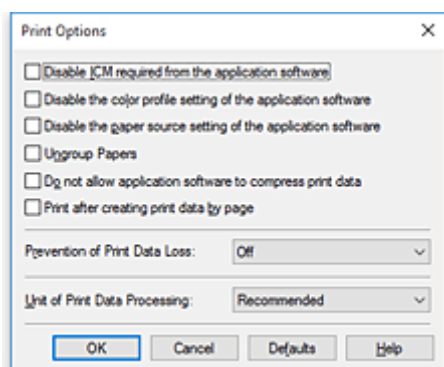 Print Options
Disable ICM required from the application software
Disable the color profile setting of the application software
Disable the paper source setting of the application software
Ungroup Papers
Do not allow application software to compress print data
Print after creating print data by page
Prevention of Print Data Loss: Off
Unit of Print Data Processing: Recommended
OK Cancel Defaults Help